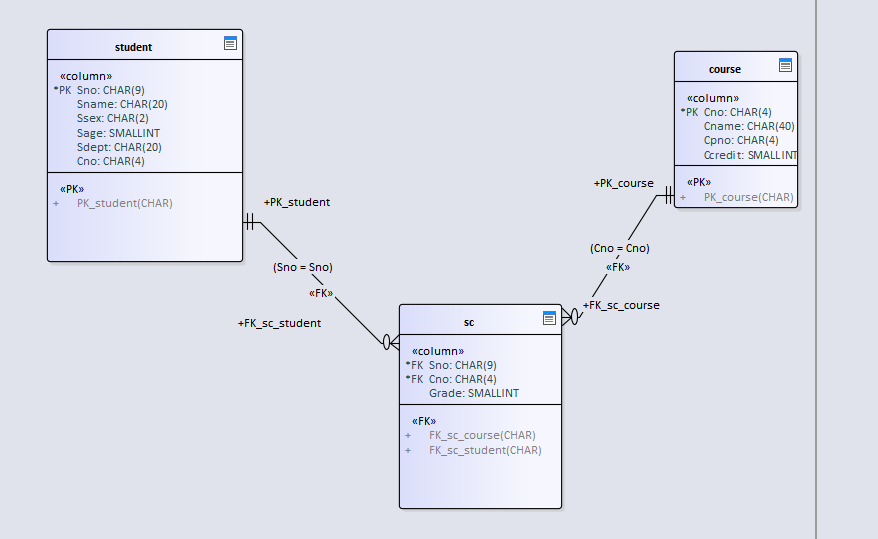 student
«column»
*PK Sno: CHAR(9)
Sname: CHAR(20)
Ssex: CHAR(2)
Sage: SMALLINT
Sdept: CHAR(20)
Cno: CHAR(4)
«PK»
+ PK_student(CHAR)
course
«column»
*PK Cno: CHAR(4)
Cname: CHAR(40)
Cpno: CHAR(4)
Ccredit: SMALLINT
«PK»
+ PK_course(CHAR)
+PK_student
(Sno = Sno)
«FK»
+FK_sc_student
+PK_course
(Cno = Cno)
«FK»
+FK_sc_course
sc
«column»
*FK Sno: CHAR(9)
*FK Cno: CHAR(4)
Grade: SMALLINT
«FK»
+ FK_sc_course(CHAR)
+ FK_sc_student(CHAR)